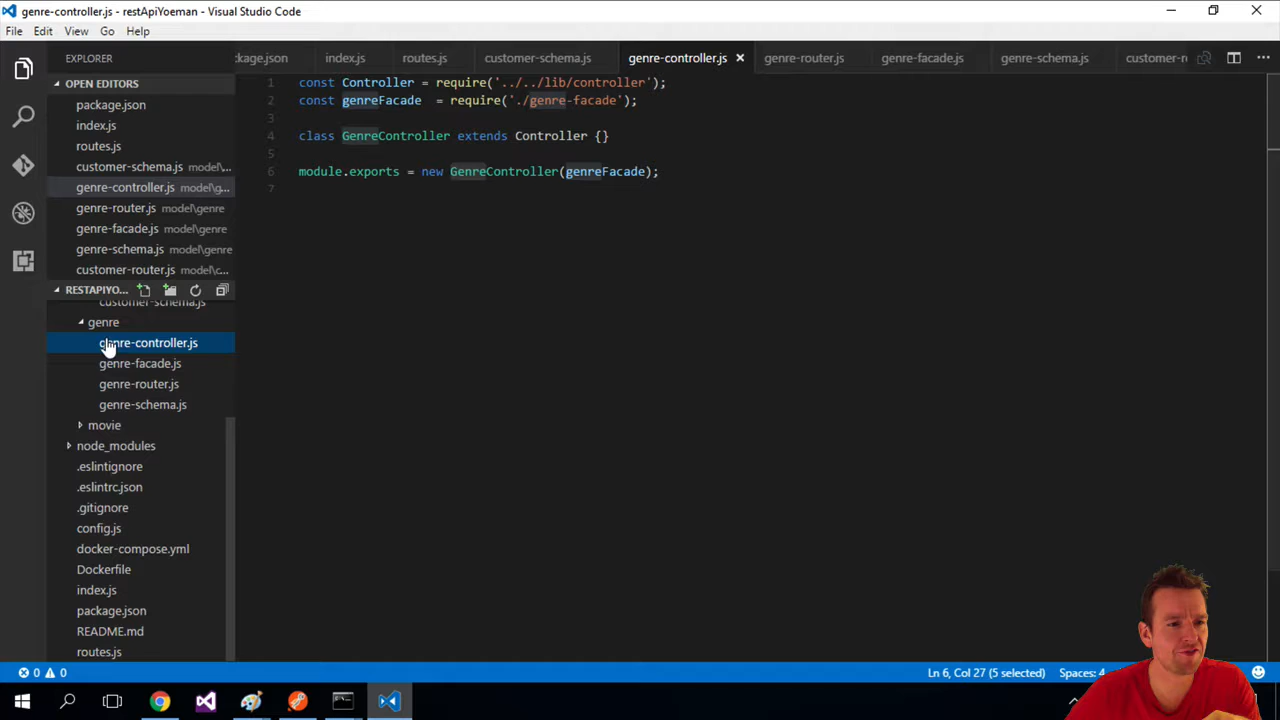 genre-controller.js - restApiYoeman - Visual Studio Code
File Edit View Go Help
EXPLORER
ckage.json index.js routes.js customer-schema.js genre-controller.js genre-router.js genre-facade.js genre-schema.js customer-r
OPEN EDITORS
package.json
index.js
routes.js
customer-schema.js model\...
genre-controller.js model\g...
genre-router.js model\genre
genre-facade.js model\genre
genre-schema.js model\genre
customer-router.js model\c...
RESTAPIYO...
customer-schema.js
genre
genre-controller.js
genre-facade.js
genre-router.js
genre-schema.js
movie
node_modules
.eslintignore
.eslintrc.json
.gitignore
config.js
docker-compose.yml
Dockerfile
index.js
package.json
README.md
routes.js
1 const Controller = require('../../lib/controller');
2 const genreFacade = require('./genre-facade');
3
4 class GenreController extends Controller {}
5
6 module.exports = new GenreController(genreFacade);
7
0 0 Ln 6, Col 27 (5 selected) Spaces: 4